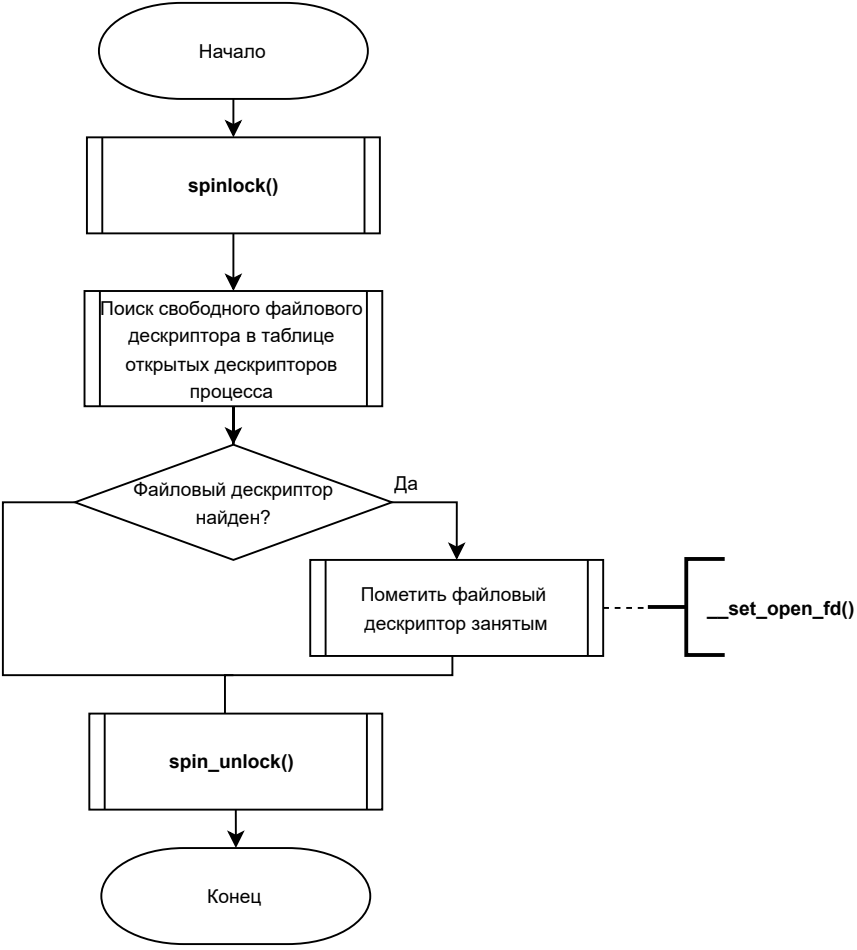 Начало
spinlock()
Поиск свободного файлового
дескриптора в таблице
открытых дескрипторов
процесса
Файловый дескриптор
найден?
Да
Пометить файловый
дескриптор занятым
__set_open_fd()
spin_unlock()
Конец